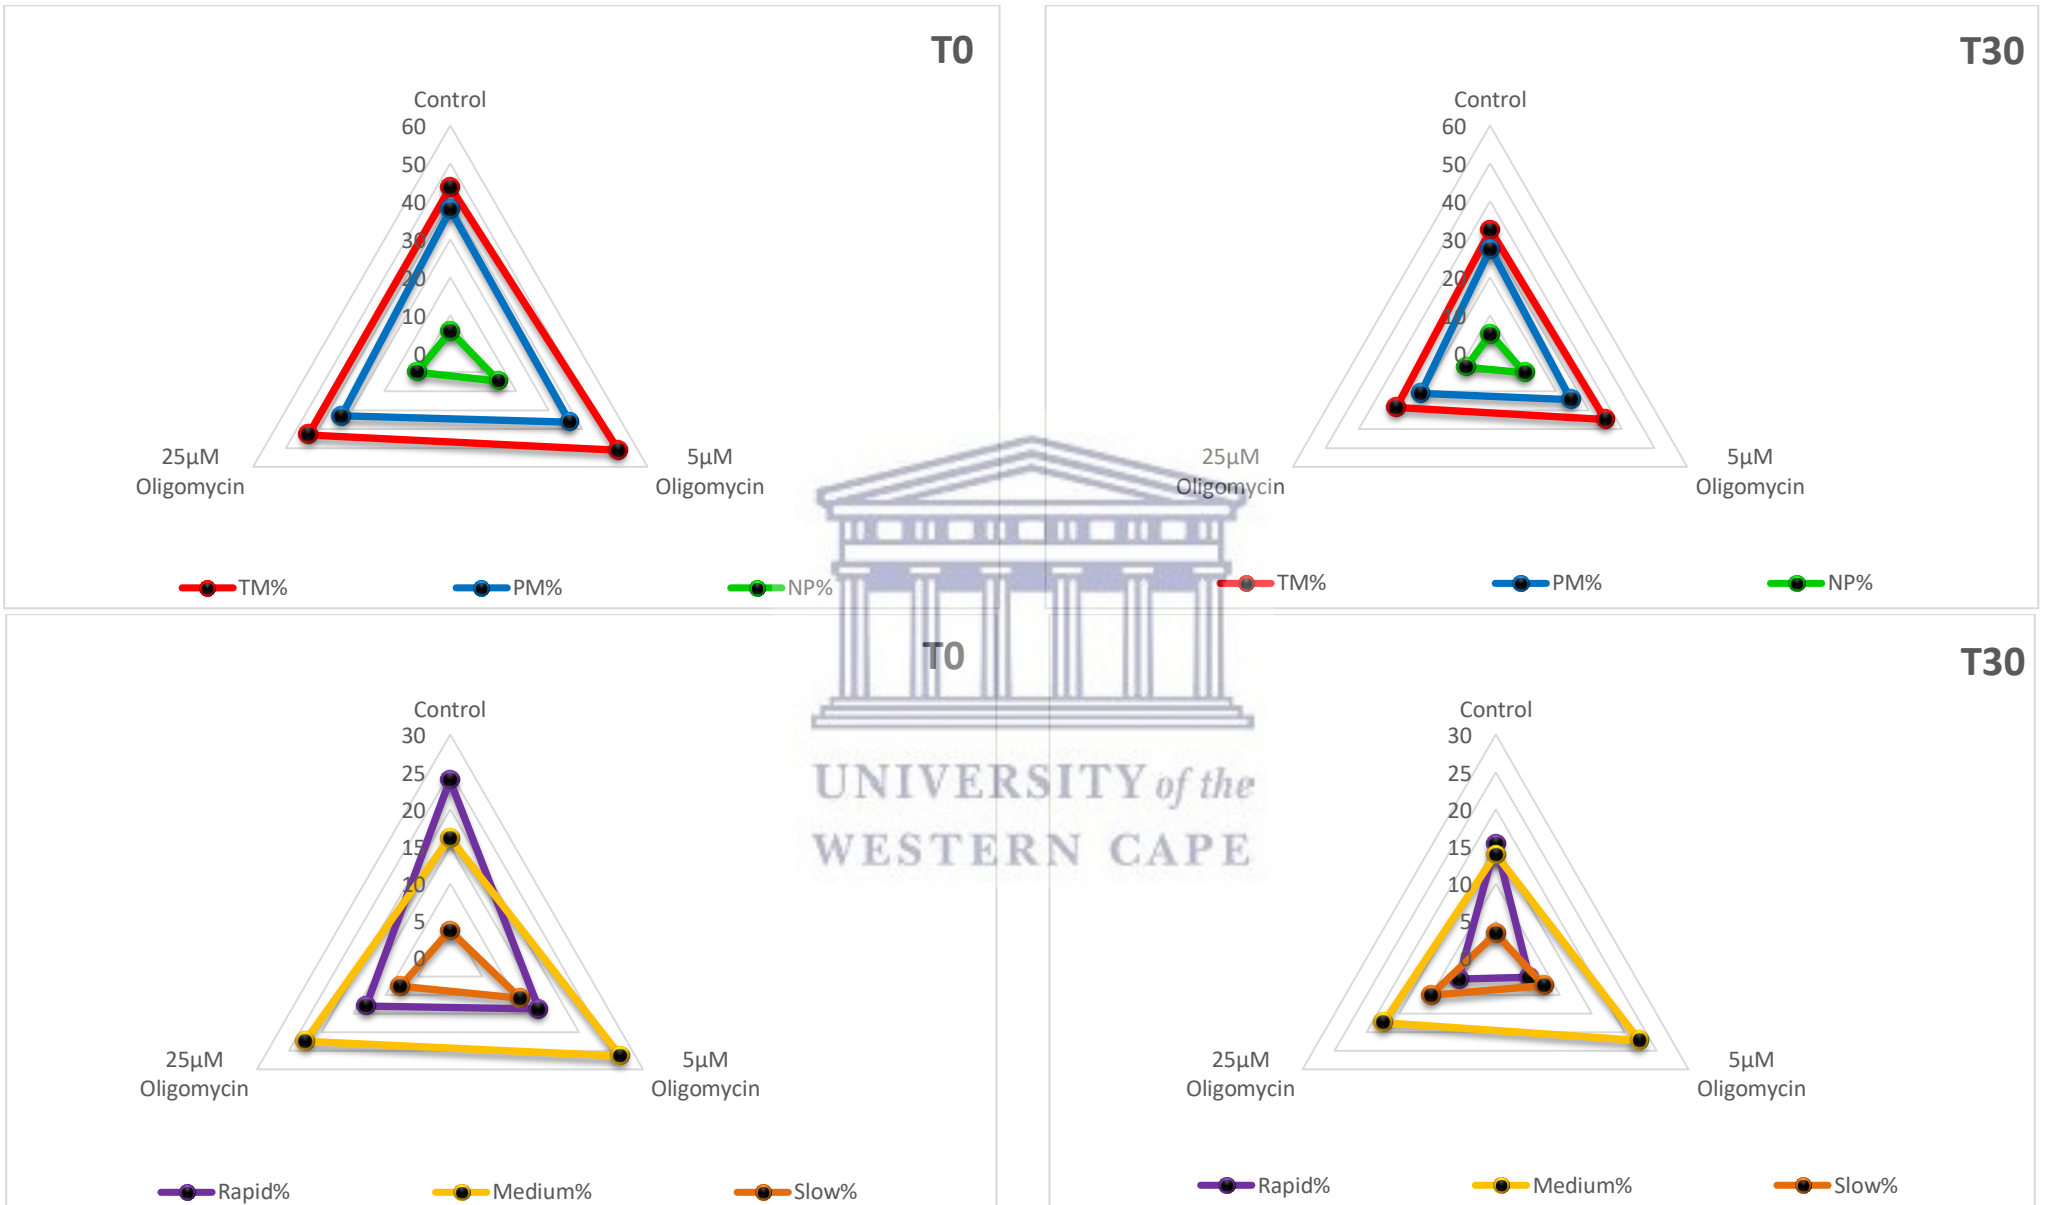 T0
Control
60
50
40
30
20
10
0
25µM
Oligomycin
5µM
Oligomycin
TM%
PM%
NP%
T30
Control
60
50
40
30
20
10
0
25µM
Oligomycin
5µM
Oligomycin
TM%
PM%
NP%
T0
Control
30
25
20
15
10
5
0
25µM
Oligomycin
5µM
Oligomycin
Rapid%
Medium%
Slow%
T30
Control
30
25
20
15
10
5
0
25µM
Oligomycin
5µM
Oligomycin
Rapid%
Medium%
Slow%
UNIVERSITY of the
WESTERN CAPE